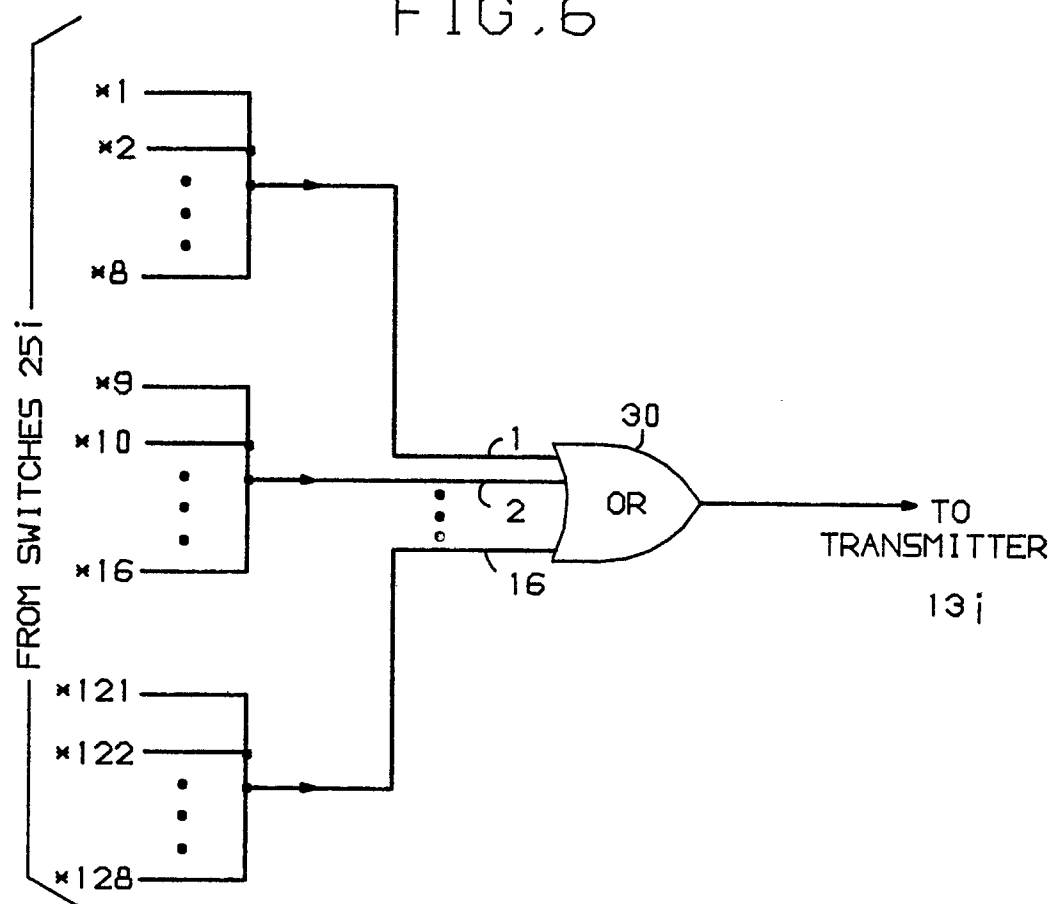 FIG.6
*1
*2
*8
FROM SWITCHES 25i
*9
*10
*16
*121
*122
*128
1
2
16
30
OR
TO
TRANSMITTER
13j